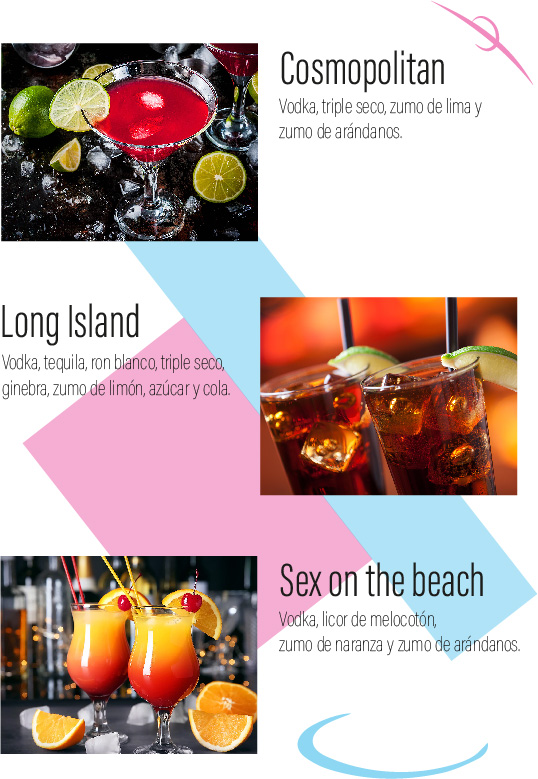 Cosmopolitan
Vodka, triple seco, zumo de lima y
zumo de arándanos.
Long Island
Vodka, tequila, ron blanco, triple seco,
ginebra, zumo de limón, azúcar y cola.
Sex on the beach
Vodka, licor de melocotón,
zumo de naranza y zumo de arándanos.